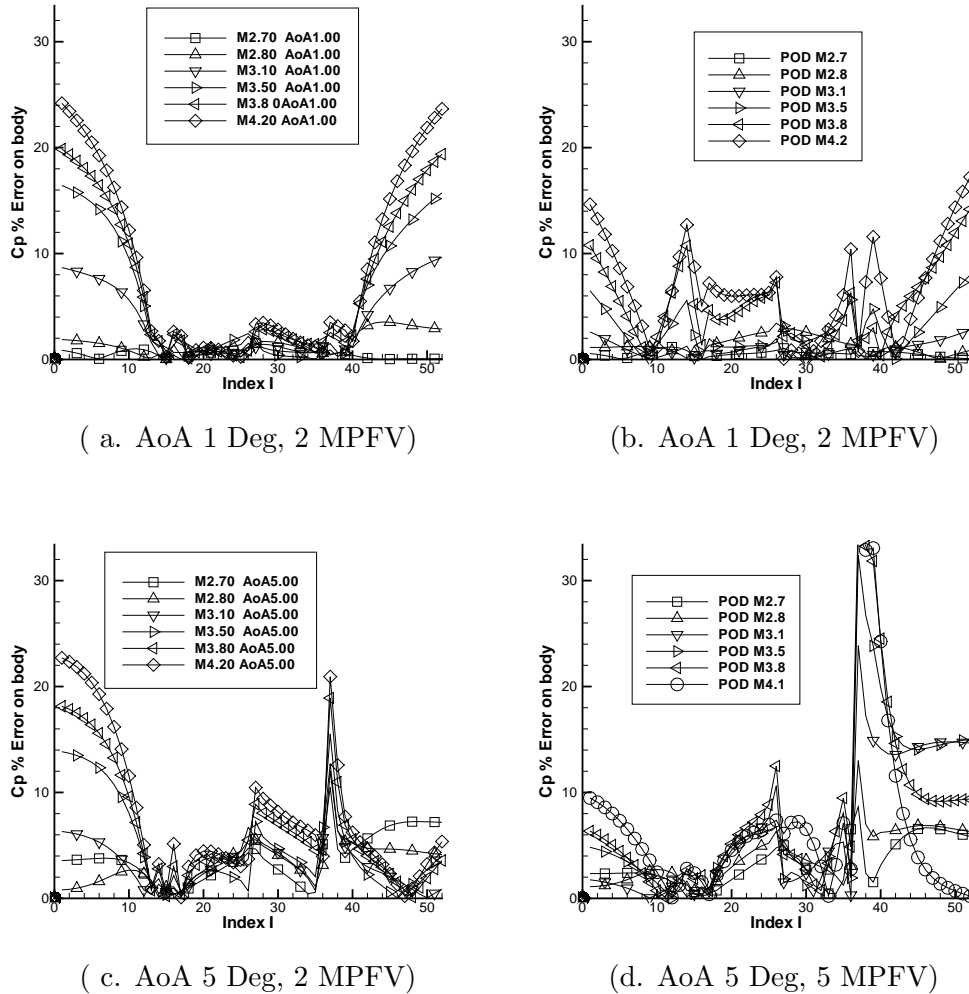 Cp % Error on body
30
20
10
0
0 10 20 30 40 50
Index I
M2.70 AoA1.00
M2.80 AoA1.00
M3.10 AoA1.00
M3.50 AoA1.00
M3.8 0AoA1.00
M4.20 AoA1.00
( a. AoA 1 Deg, 2 MPFV)
Cp % Error on body
30
20
10
0
0 10 20 30 40 50
Index I
POD M2.7
POD M2.8
POD M3.1
POD M3.5
POD M3.8
POD M4.2
(b. AoA 1 Deg, 2 MPFV)
Cp % Error on body
30
20
10
0
0 10 20 30 40 50
Index I
M2.70 AoA5.00
M2.80 AoA5.00
M3.10 AoA5.00
M3.50 AoA5.00
M3.80 AoA5.00
M4.20 AoA5.00
( c. AoA 5 Deg, 2 MPFV)
Cp % Error on body
30
20
10
0
0 10 20 30 40 50
Index I
POD M2.7
POD M2.8
POD M3.1
POD M3.5
POD M3.8
POD M4.1
(d. AoA 5 Deg, 5 MPFV)